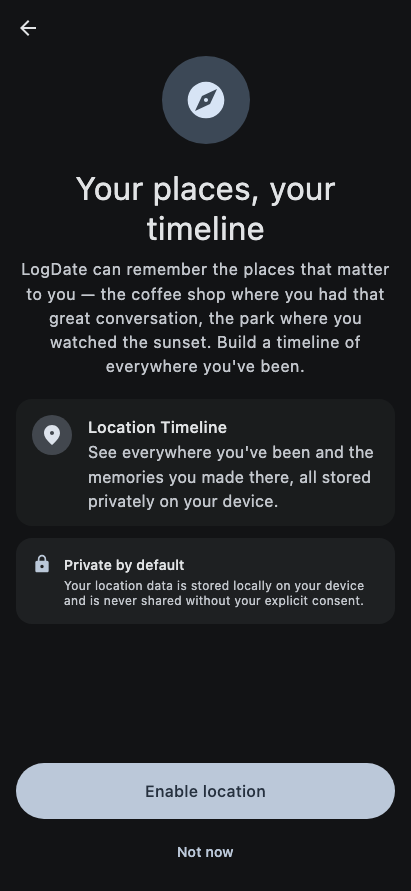 Your places, your
timeline
LogDate can remember the places that matter
to you — the coffee shop where you had that
great conversation, the park where you
watched the sunset. Build a timeline of
everywhere you've been.
Location Timeline
See everywhere you've been and the
memories you made there, all stored
privately on your device.
Private by default
Your location data is stored locally on your device
and is never shared without your explicit consent.
Enable location
Not now